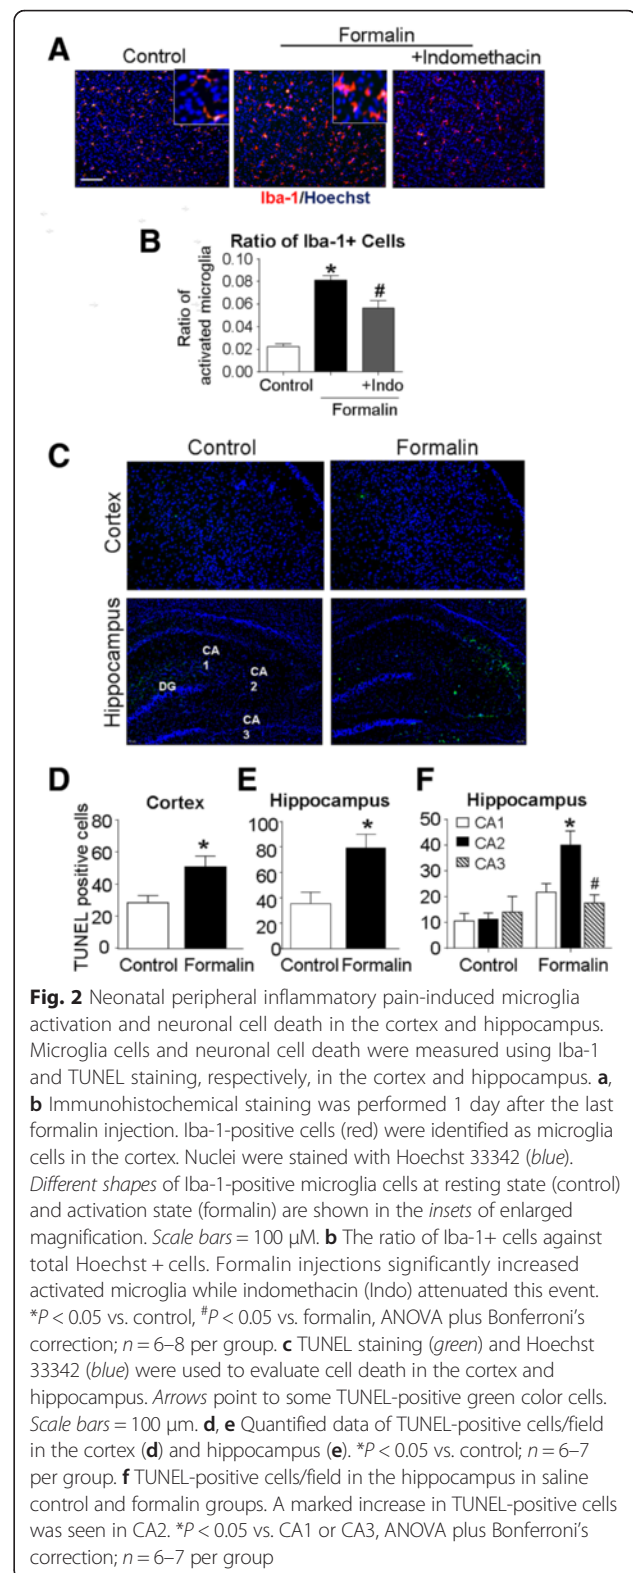 A
Formalin
Control
+Indomethacin
Iba-1/Hoechst
B
Ratio of Iba-1+ Cells
Ratio of
activated microglia
0.10
0.08
0.06
0.04
0.02
0.00
*
#
Control
+Indo
Formalin
C
Control
Formalin
Cortex
Hippocampus
CA
1
CA
2
DG
CA
3
D
Cortex
TUNEL positive cells
80
60
40
20
0
*
Control Formalin
E
Hippocampus
100
80
60
40
20
0
*
Control Formalin
F
Hippocampus
50
40
30
20
10
0
CA1
CA2
CA3
*
#
Control
Formalin
Fig. 2 Neonatal peripheral inflammatory pain-induced microglia
activation and neuronal cell death in the cortex and hippocampus.
Microglia cells and neuronal cell death were measured using Iba-1
and TUNEL staining, respectively, in the cortex and hippocampus. a,
b Immunohistochemical staining was performed 1 day after the last
formalin injection. Iba-1-positive cells (red) were identified as microglia
cells in the cortex. Nuclei were stained with Hoechst 33342 (blue).
Different shapes of Iba-1-positive microglia cells at resting state (control)
and activation state (formalin) are shown in the insets of enlarged
magnification. Scale bars = 100 μM. b The ratio of Iba-1+ cells against
total Hoechst + cells. Formalin injections significantly increased
activated microglia while indomethacin (Indo) attenuated this event.
*P < 0.05 vs. control, #P < 0.05 vs. formalin, ANOVA plus Bonferroni's
correction; n = 6–8 per group. c TUNEL staining (green) and Hoechst
33342 (blue) were used to evaluate cell death in the cortex and
hippocampus. Arrows point to some TUNEL-positive green color cells.
Scale bars = 100 μm. d, e Quantified data of TUNEL-positive cells/field
in the cortex (d) and hippocampus (e). *P < 0.05 vs. control; n = 6–7
per group. f TUNEL-positive cells/field in the hippocampus in saline
control and formalin groups. A marked increase in TUNEL-positive cells
was seen in CA2. *P < 0.05 vs. CA1 or CA3, ANOVA plus Bonferroni's
correction; n = 6–7 per group